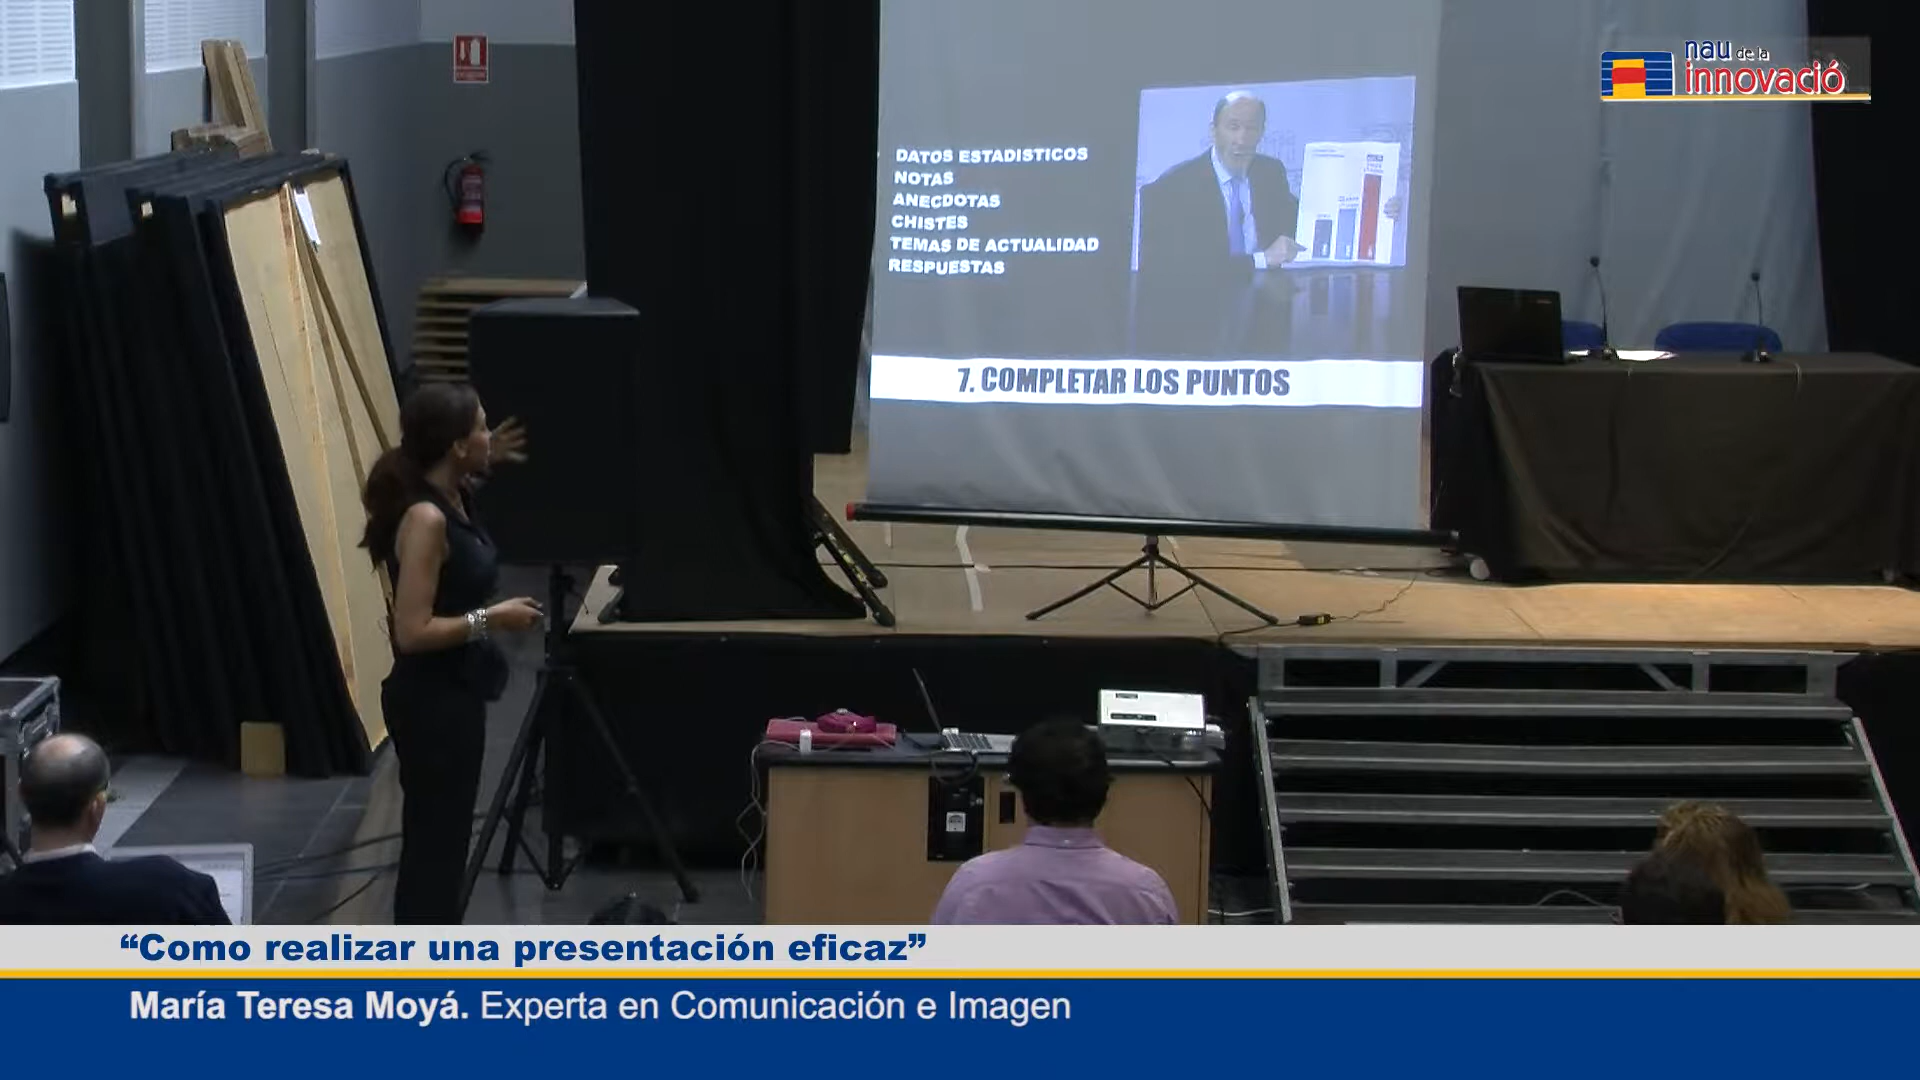 nau de la
innovació
DATOS ESTADISTICOS
NOTAS
ANECDOTAS
CHISTES
TEMAS DE ACTUALIDAD
RESPUESTAS
7. COMPLETAR LOS PUNTOS
“Como realizar una presentación eficaz”
María Teresa Moyá. Experta en Comunicación e Imagen